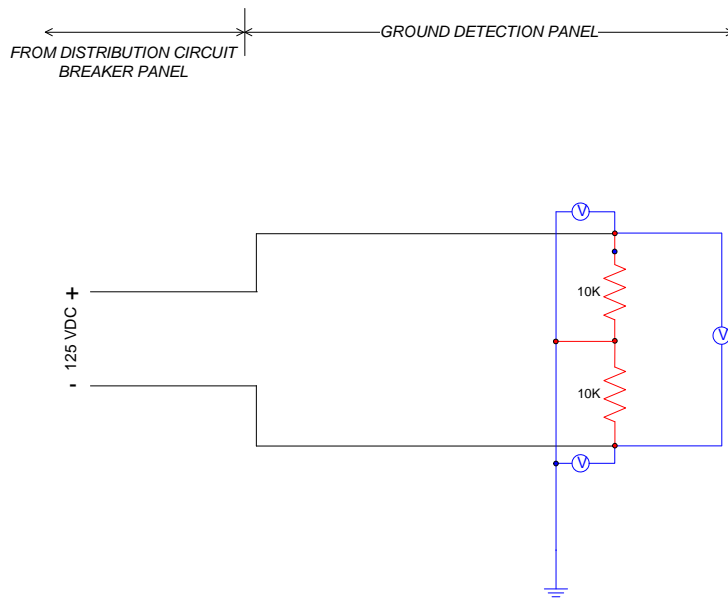 FROM DISTRIBUTION CIRCUIT
BREAKER PANEL
GROUND DETECTION PANEL
V
+
125 VDC
-
10K
V
10K
V